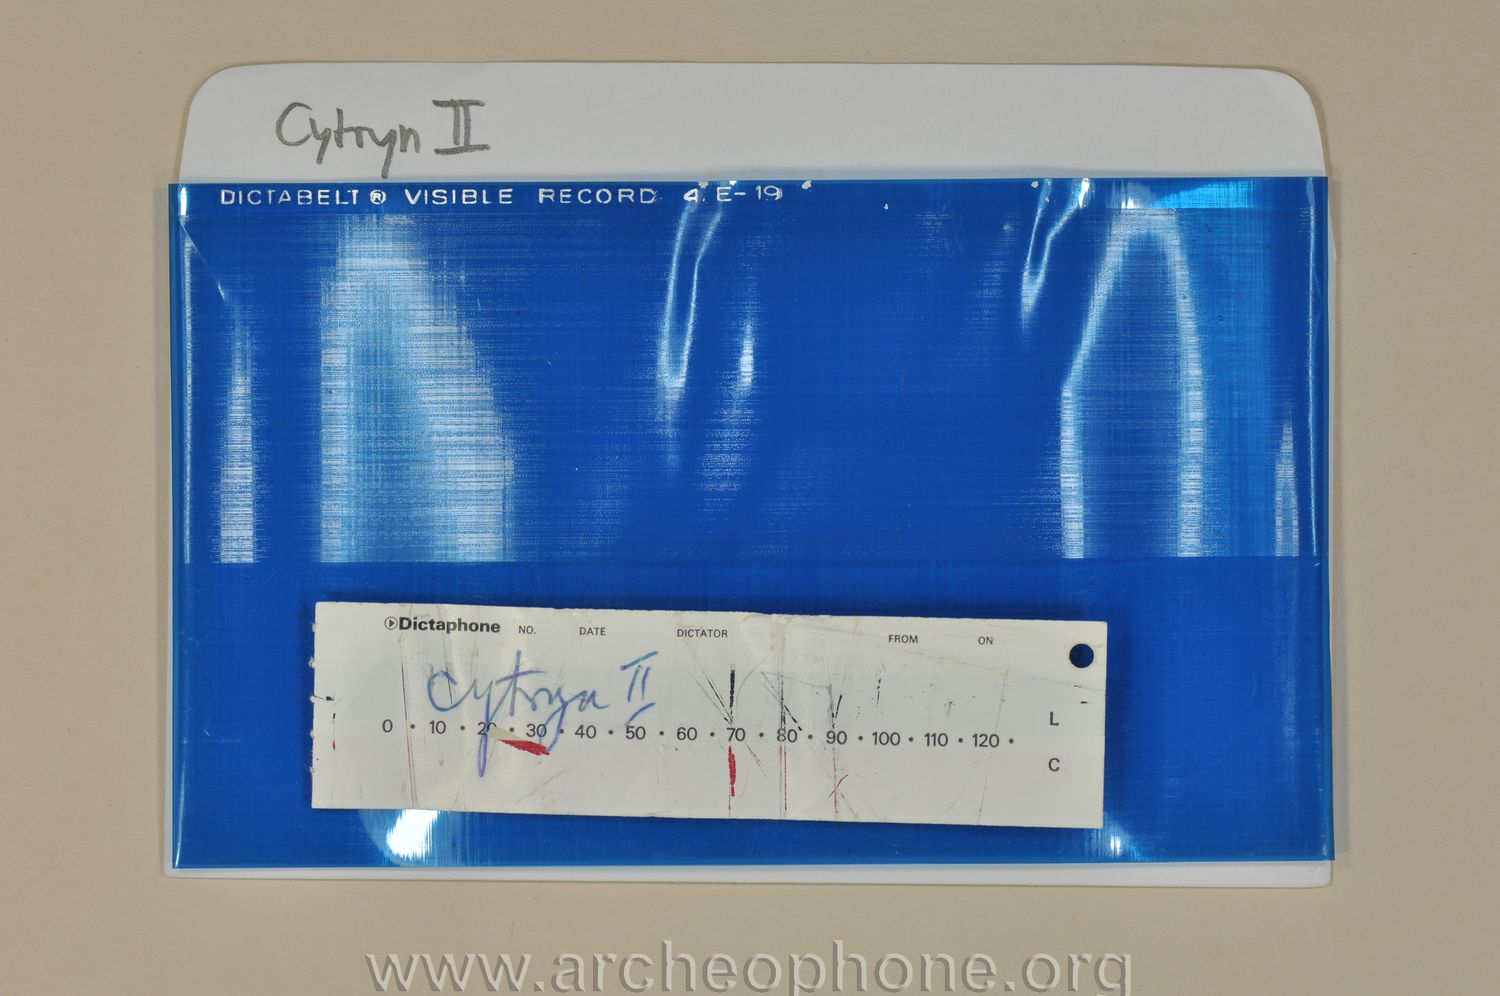 Cytryn II
DICTABELT® VISIBLE RECORD 4 E-19
Dictaphone NO. DATE DICTATOR FROM ON
Cytryn II
0 • 10 • 20 • 30 • 40 • 50 • 60 • 70 • 80 • 90 • 100 • 110 • 120 •
L
C
www.archeophone.org